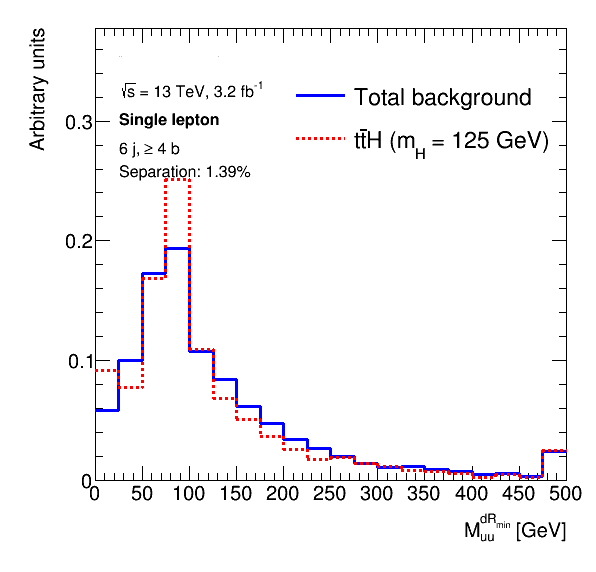 Arbitrary units
√s = 13 TeV, 3.2 fb⁻¹
Single lepton
6 j, ≥ 4 b
Separation: 1.39%
Total background
tt̄H (m_H = 125 GeV)
0.3
0.2
0.1
0
0 50 100 150 200 250 300 350 400 450 500
M_uu^dR_min [GeV]